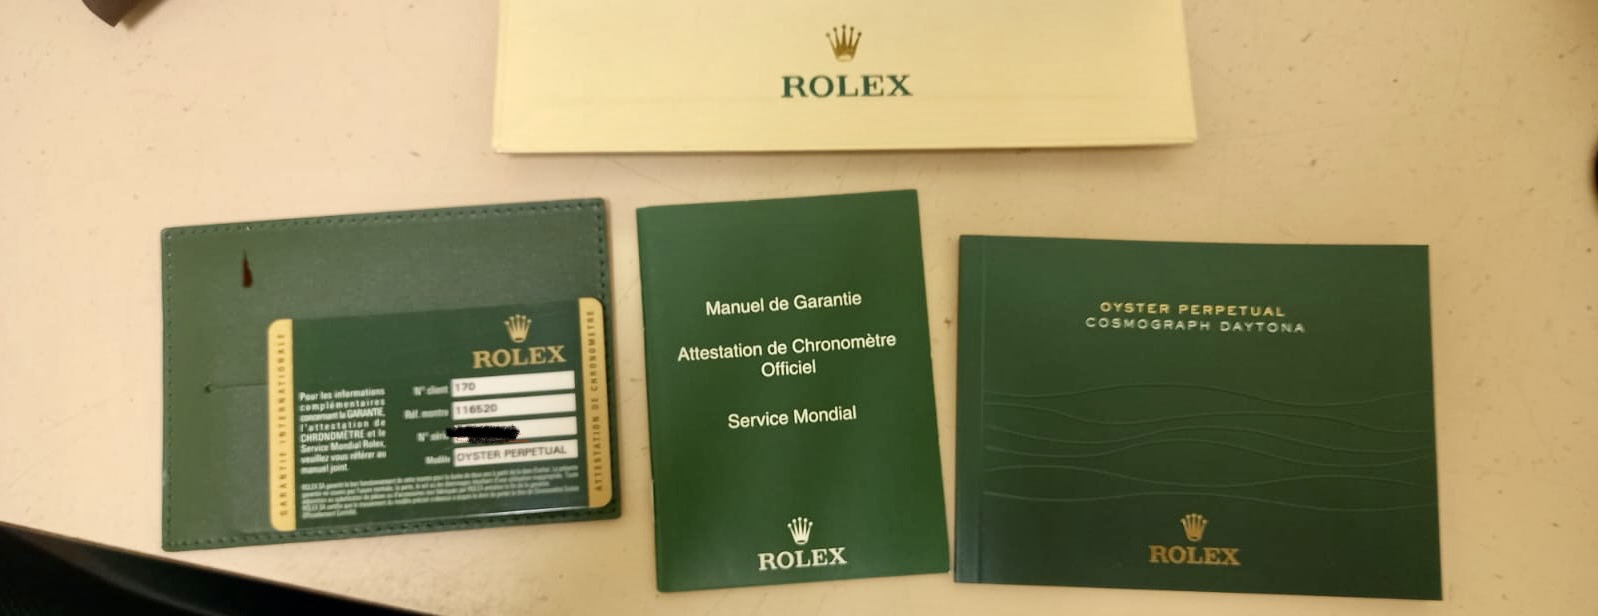 ROLEX
GARANTIE INTERNATIONALE
ROLEX
Pour les informations
complémentaires
concernant la GARANTIE,
l'attestation de
CHRONOMÈTRE et le
Service Mondial Rolex,
veuillez vous référer au
manuel joint.
N° client 170
Réf. montre 116520
N° série
Modèle OYSTER PERPETUAL
ATTESTATION DE CHRONOMETRE
Manuel de Garantie
Attestation de Chronomètre
Officiel
Service Mondial
ROLEX
OYSTER PERPETUAL
COSMOGRAPH DAYTONA
ROLEX